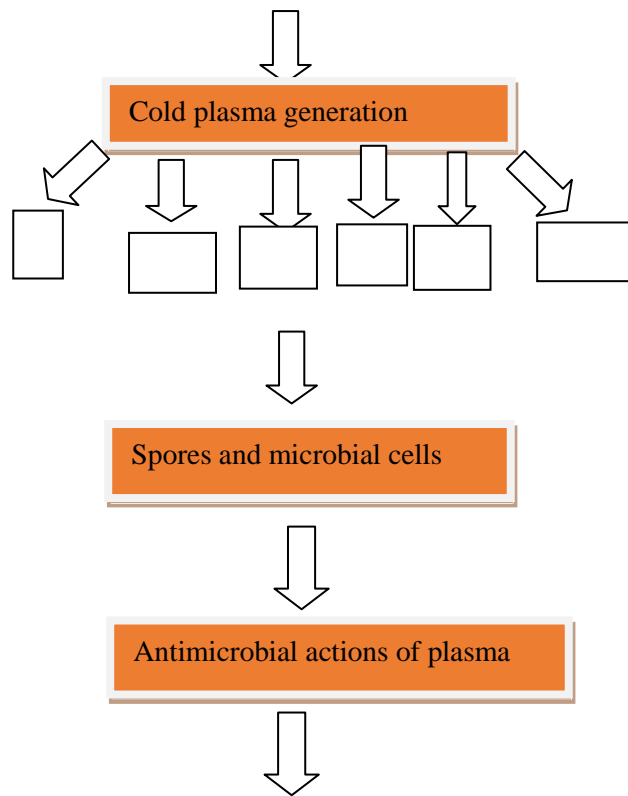 Cold plasma generation
Spores and microbial cells
Antimicrobial actions of plasma